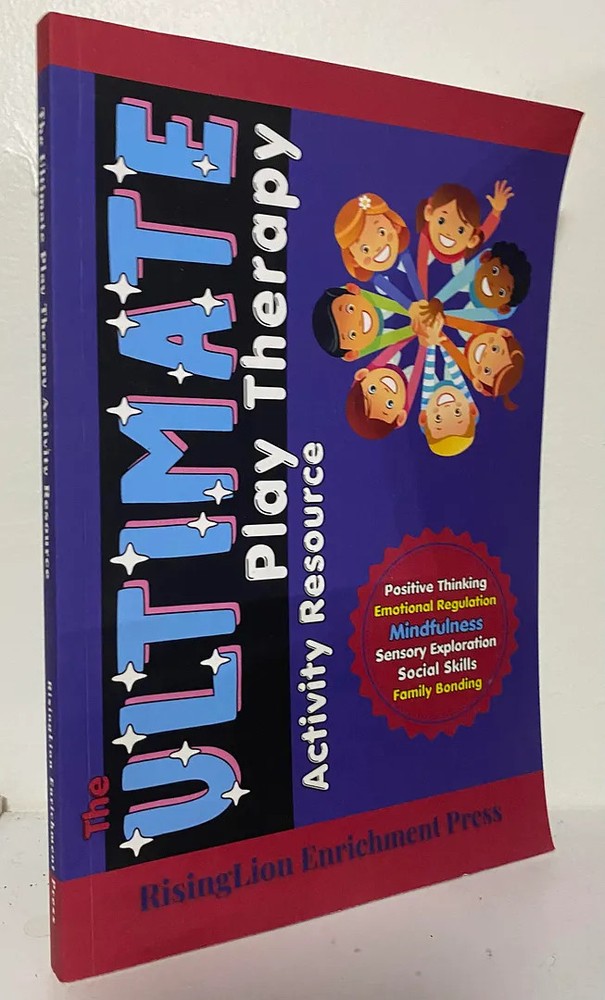 The
ULTIMATE
Play Therapy
Activity Resource
Positive Thinking
Emotional Regulation
Mindfulness
Sensory Exploration
Social Skills
Family Bonding
RisingLion Enrichment Press
The Ultimate Play Therapy Activity Resource
RisingLion Enrichment Press